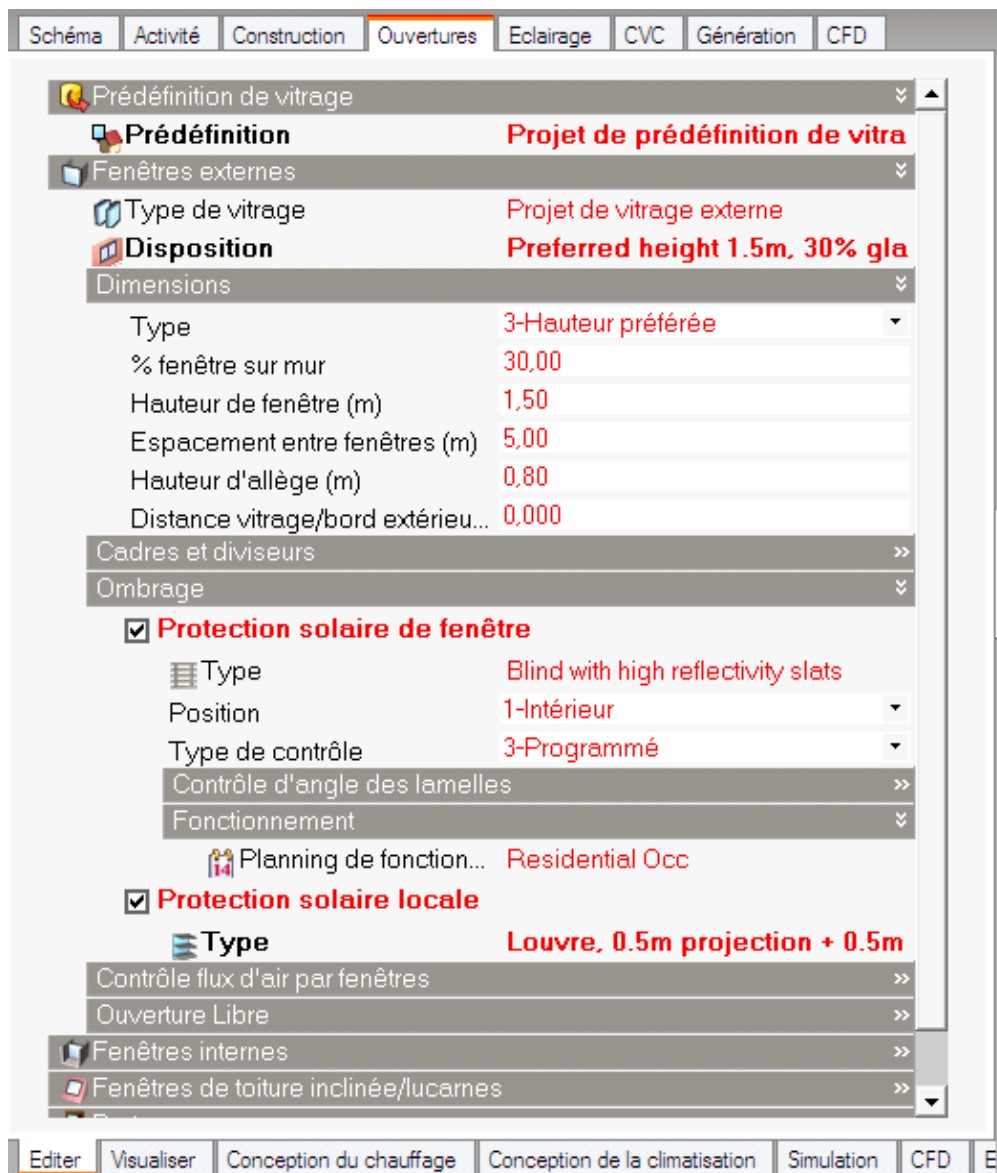 Schéma Activité Construction Ouvertures Eclairage CVC Génération CFD
Prédéfinition de vitrage
Prédéfinition Projet de prédéfinition de vitra
Fenêtres externes
Type de vitrage Projet de vitrage externe
Disposition Preferred height 1.5m, 30% gla
Dimensions
Type 3-Hauteur préférée
% fenêtre sur mur 30,00
Hauteur de fenêtre (m) 1,50
Espacement entre fenêtres (m) 5,00
Hauteur d'allège (m) 0,80
Distance vitrage/bord extérieu... 0,000
Cadres et diviseurs
Ombrage
Protection solaire de fenêtre
Type Blind with high reflectivity slats
Position 1-Intérieur
Type de contrôle 3-Programmé
Contrôle d'angle des lamelles
Fonctionnement
14 Planning de fonction... Residential Occ
Protection solaire locale
Type Louvre, 0.5m projection + 0.5m
Contrôle flux d'air par fenêtres
Ouverture Libre
Fenêtres internes
Fenêtres de toiture inclinée/lucarnes
Editer Visualiser Conception du chauffage Conception de la climatisation Simulation CFD E